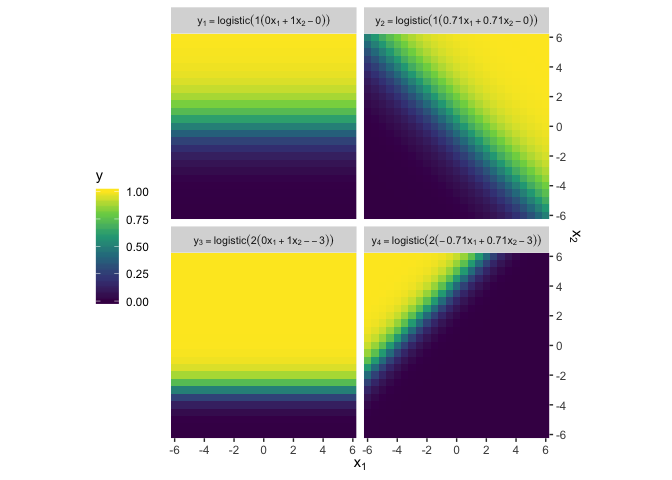 y₁ = logistic(1(0x₁ + 1x₂ − 0))
y₂ = logistic(1(0.71x₁ + 0.71x₂ − 0))
6
4
2
0
-2
-4
-6
y
1.00
0.75
0.50
0.25
0.00
x₂
y₃ = logistic(2(0x₁ + 1x₂ − −3))
y₄ = logistic(2(−0.71x₁ + 0.71x₂ − 3))
6
4
2
0
-2
-4
-6
-6 -4 -2 0 2 4 6
-6 -4 -2 0 2 4 6
x₁